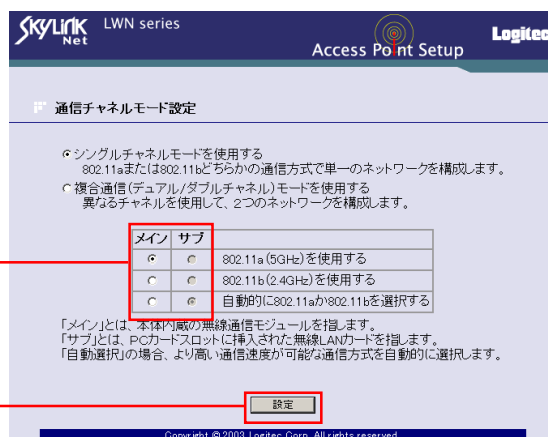 SKYLINK
Net
LWN series
Access Point Setup
Logitec
通信チャネルモード設定
シングルチャネルモードを使用する
802.11aまたは802.11bどちらかの通信方式で単一のネットワークを構成します。
複合通信(デュアル/ダブルチャネル)モードを使用する
異なるチャネルを使用して、2つのネットワークを構成します。
メイン サブ
802.11a(5GHz)を使用する
802.11b(2.4GHz)を使用する
自動的に802.11aか802.11bを選択する
「メイン」とは、本体内蔵の無線通信モジュールを指します。
「サブ」とは、PCカードスロットに挿入された無線LANカードを指します。
「自動選択」の場合、より高い通信速度が可能な通信方式を自動的に選択します。
設定
Copyright © 2003 Logitec Corp. All rights reserved